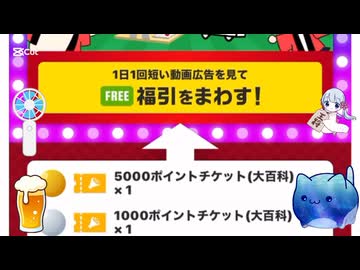 CapCut
1日1回短い動画広告を見て
FREE 福引をまわす!
5000ポイントチケット(大百科)
×1
1000ポイントチケット(大百科)
×1